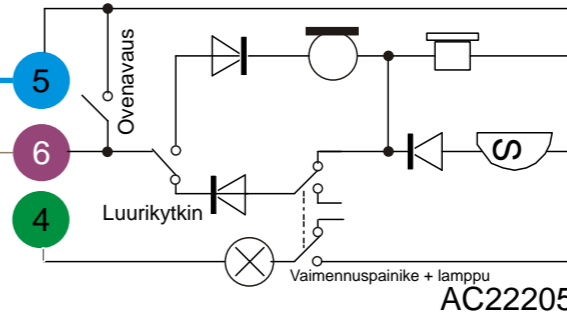 5
Ovenavaus
6
4
Luurikytkin
S
Vaimennuspainike + lamppu
AC22205